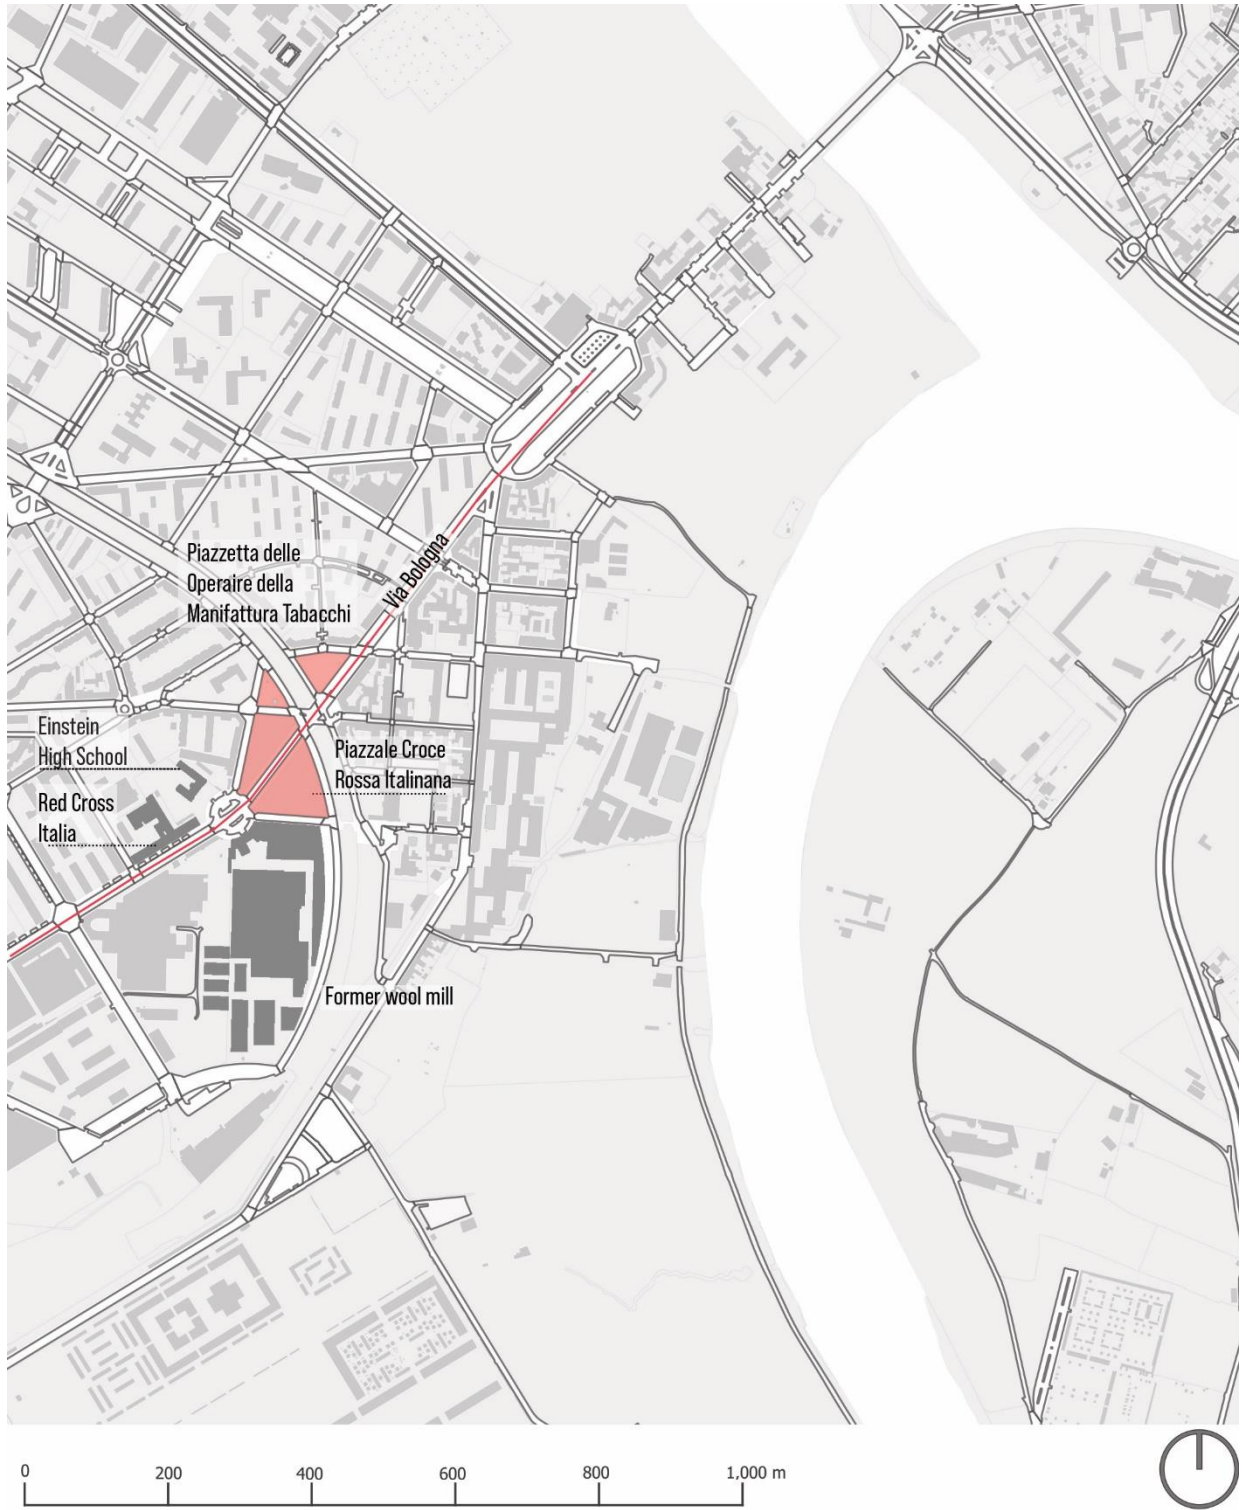 Via Bologna
Piazzetta delle
Operaire della
Manifattura Tabacchi
Einstein
High School
Piazzale Croce
Rossa Italinana
Red Cross
Italia
Former wool mill
0 200 400 600 800 1,000 m